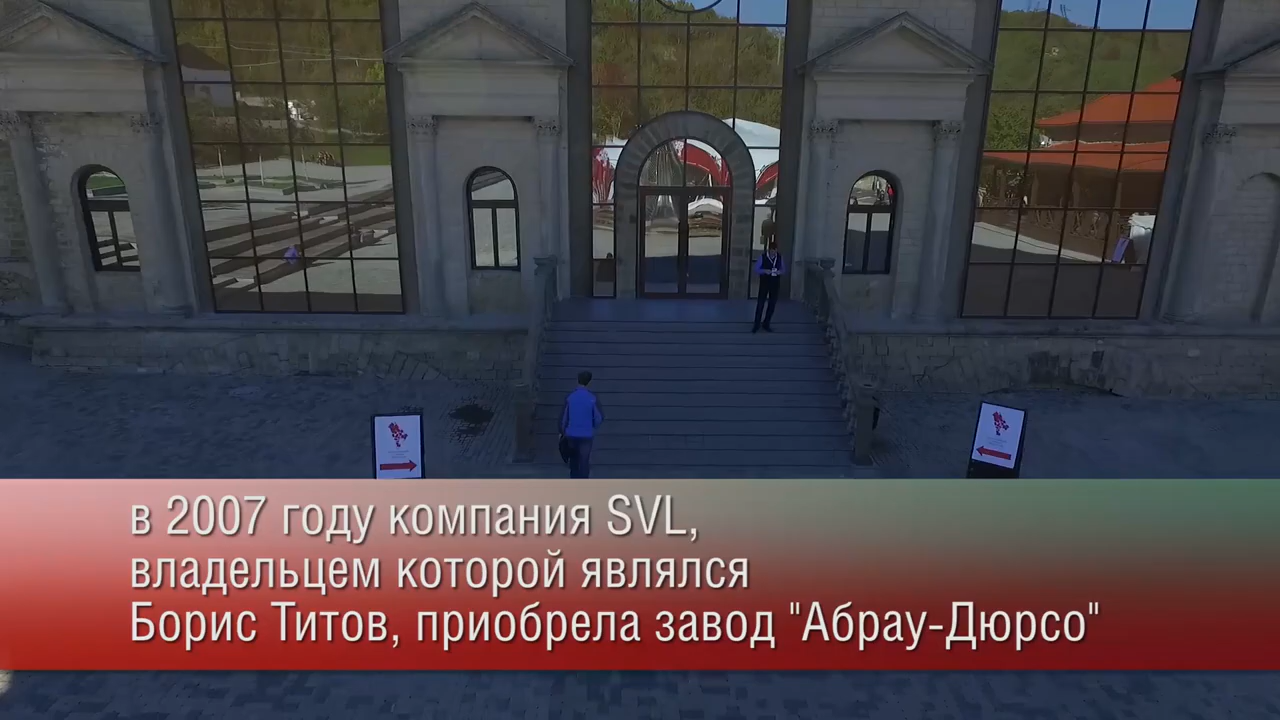 в 2007 году компания SVL,
владельцем которой являлся
Борис Титов, приобрела завод "Абрау-Дюрсо"